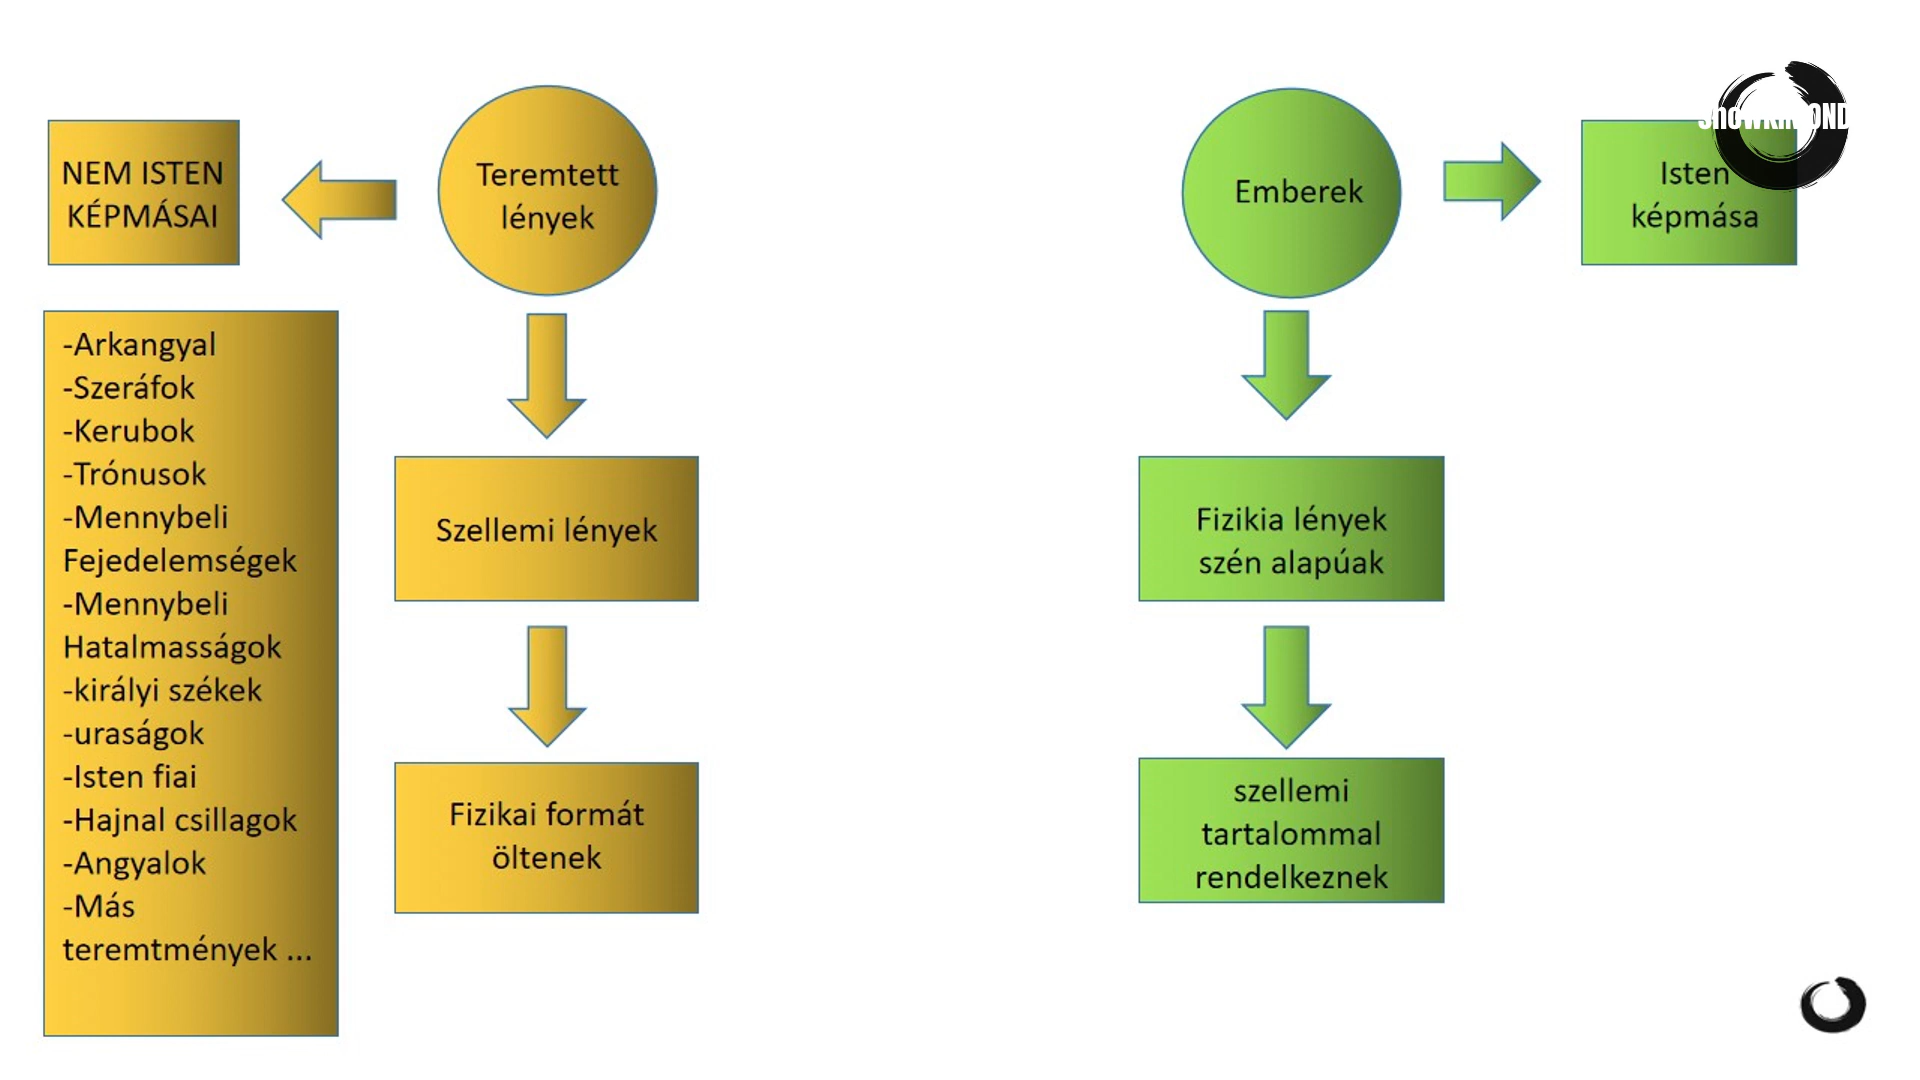 NEM ISTEN
KÉPMÁSAI
Teremtett
lények
Emberek
Isten
képmása
-Arkangyal
-Szeráfok
-Kerubok
-Trónusok
-Mennybeli
Fejedelemségek
-Mennybeli
Hatalmasságok
-királyi székek
-uraságok
-Isten fiai
-Hajnal csillagok
-Angyalok
-Más
teremtmények ...
Szellemi lények
Fizikai formát
öltenek
Fizikia lények
szén alapúak
szellemi
tartalommal
rendelkeznek